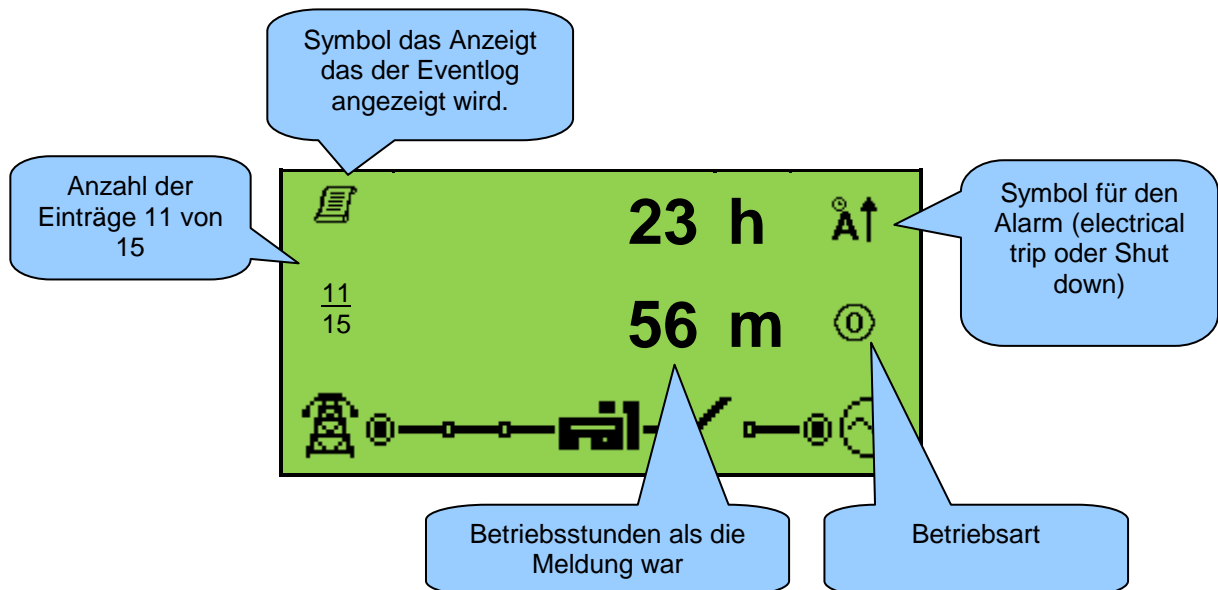 Symbol das Anzeigt
das der Eventlog
angezeigt wird.
Anzahl der
Einträge 11 von
15
23 h
Å↑
Symbol für den
Alarm (electrical
trip oder Shut
down)
11
15
56 m
0
Betriebsstunden als die
Meldung war
Betriebsart